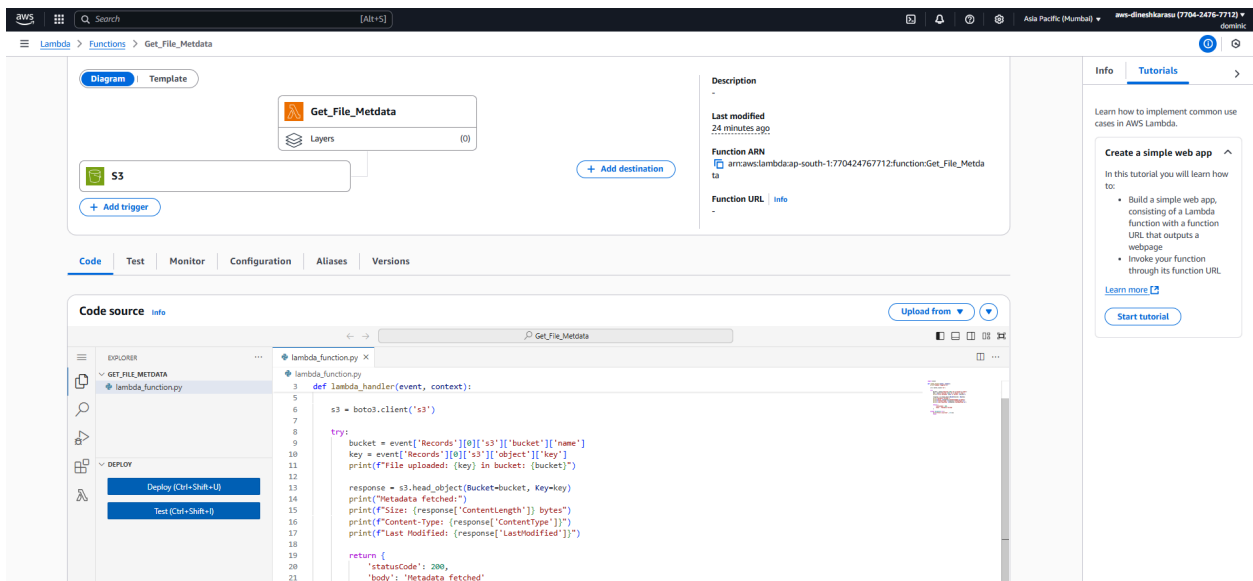 aws
Search
[Alt+S]
Asia Pacific (Mumbai)
aws-dineshkarasu (7704-2476-7712)
dominic
Lambda > Functions > Get_File_Metdata
Diagram
Template
Get_File_Metdata
Layers
(0)
S3
+ Add trigger
+ Add destination
Description
-
Last modified
24 minutes ago
Function ARN
arn:aws:lambda:ap-south-1:770424767712:function:Get_File_Metda
ta
Function URL | Info
-
Code
Test
Monitor
Configuration
Aliases
Versions
Code source Info
Upload from
Get_File_Metdata
EXPLORER
GET_FILE_METDATA
lambda_function.py
DEPLOY
Deploy (Ctrl+Shift+U)
Test (Ctrl+Shift+I)
lambda_function.py
lambda_function.py
3 def lambda_handler(event, context):
5
6 s3 = boto3.client('s3')
7
8 try:
9 bucket = event['Records'][0]['s3']['bucket']['name']
10 key = event['Records'][0]['s3']['object']['key']
11 print(f"File uploaded: {key} in bucket: {bucket}")
12
13 response = s3.head_object(Bucket=bucket, Key=key)
14 print("Metadata fetched:")
15 print(f"Size: {response['ContentLength']} bytes")
16 print(f"Content-Type: {response['ContentType']}")
17 print(f"Last Modified: {response['LastModified']}")
18
19 return {
20 'statusCode': 200,
21 'body': 'Metadata fetched'
Info
Tutorials
Learn how to implement common use
cases in AWS Lambda.
Create a simple web app
In this tutorial you will learn how
to:
• Build a simple web app,
consisting of a Lambda
function with a function
URL that outputs a
webpage
• Invoke your function
through its function URL
Learn more
Start tutorial